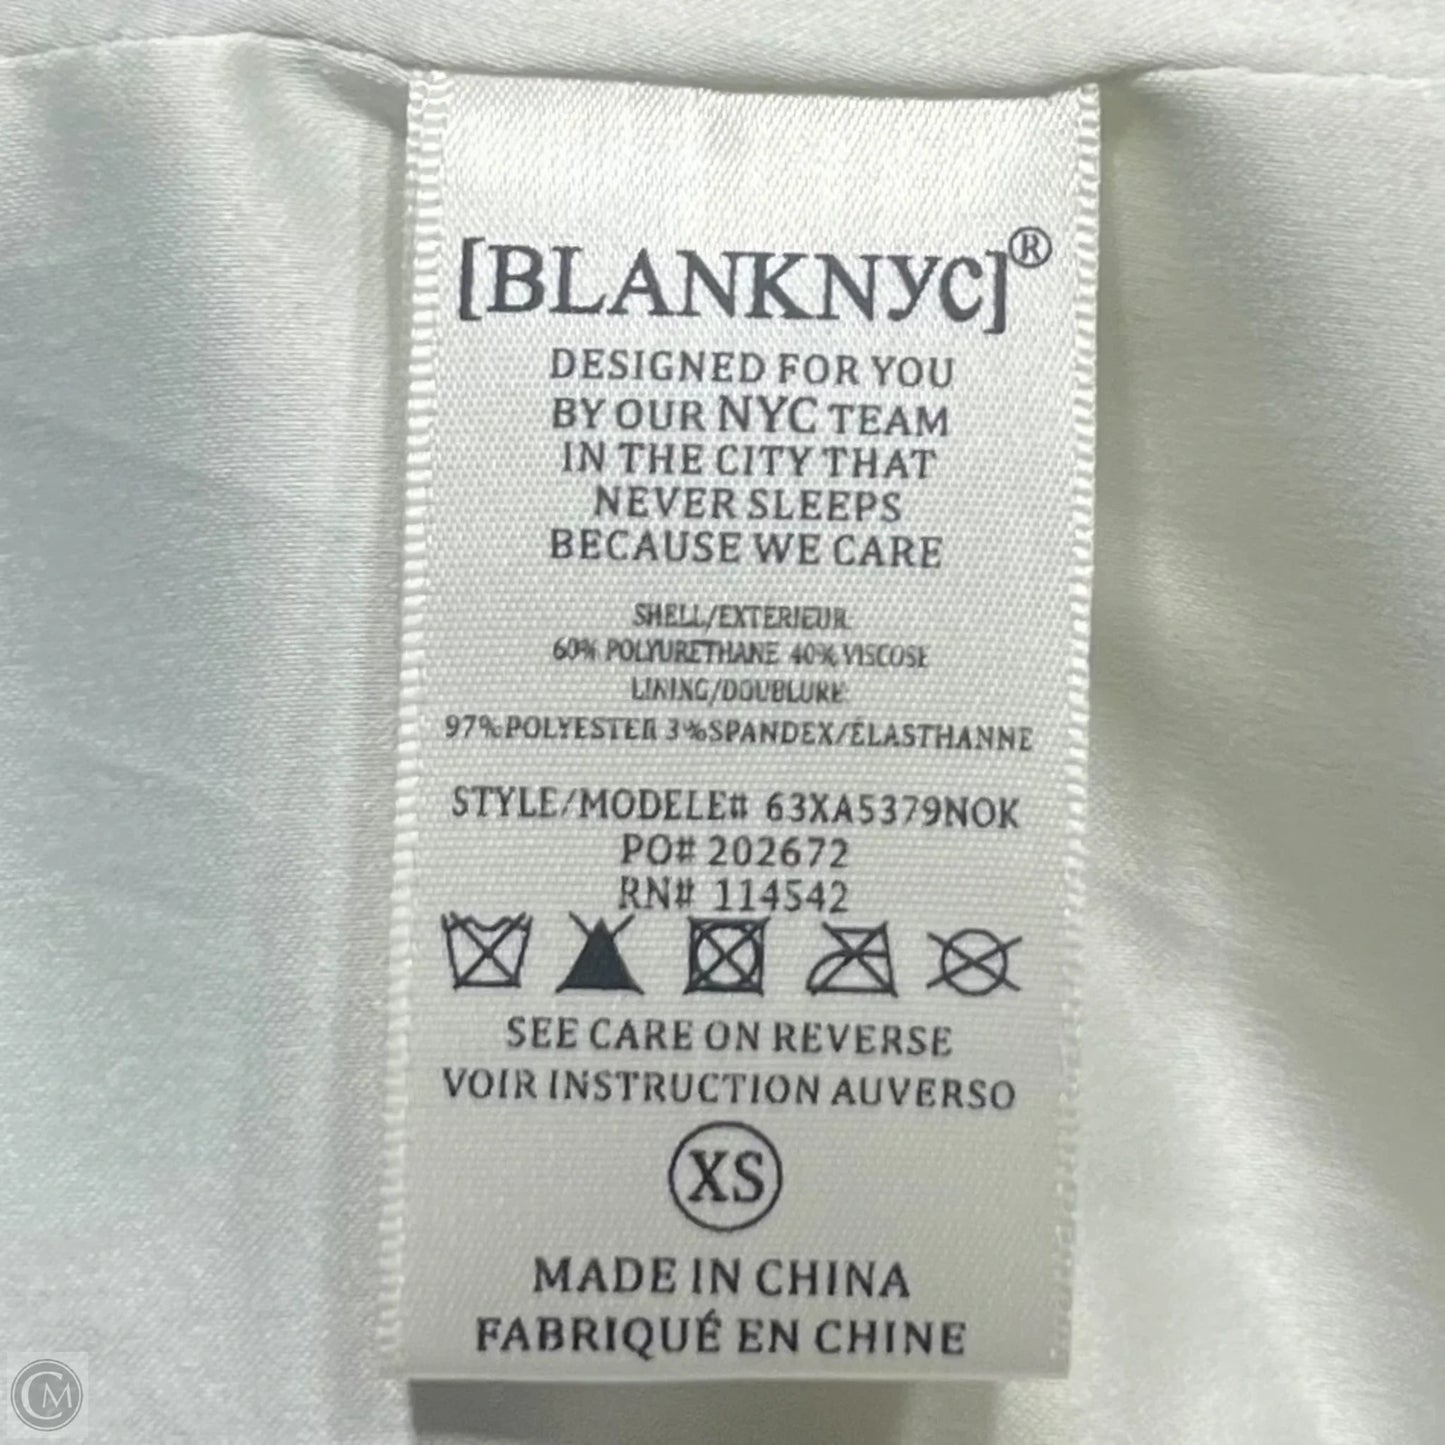 [BLANKNYC]®
DESIGNED FOR YOU
BY OUR NYC TEAM
IN THE CITY THAT
NEVER SLEEPS
BECAUSE WE CARE
SHELL/EXTERIEUR:
60% POLYURETHANE 40% VISCOSE
LINING/DOUBLURE:
97%POLYESTER 3%SPANDEX/ÉLASTHANNE
STYLE/MODELE# 63XA5379NOK
PO# 202672
RN# 114542
SEE CARE ON REVERSE
VOIR INSTRUCTION AUVERSO
XS
MADE IN CHINA
FABRIQUÉ EN CHINE
CM